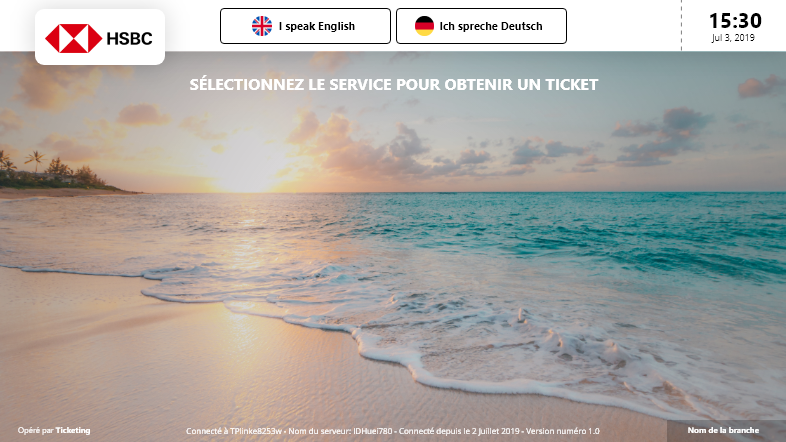 HSBC
I speak English
Ich spreche Deutsch
15:30
Jul 3, 2019
SÉLECTIONNEZ LE SERVICE POUR OBTENIR UN TICKET
Opéré par Ticketing
Connecté à TPlinke8253w - Nom du serveur: IDHuei780 - Connecté depuis le 2 Juillet 2019 - Version numéro 1.0
Nom de la branche